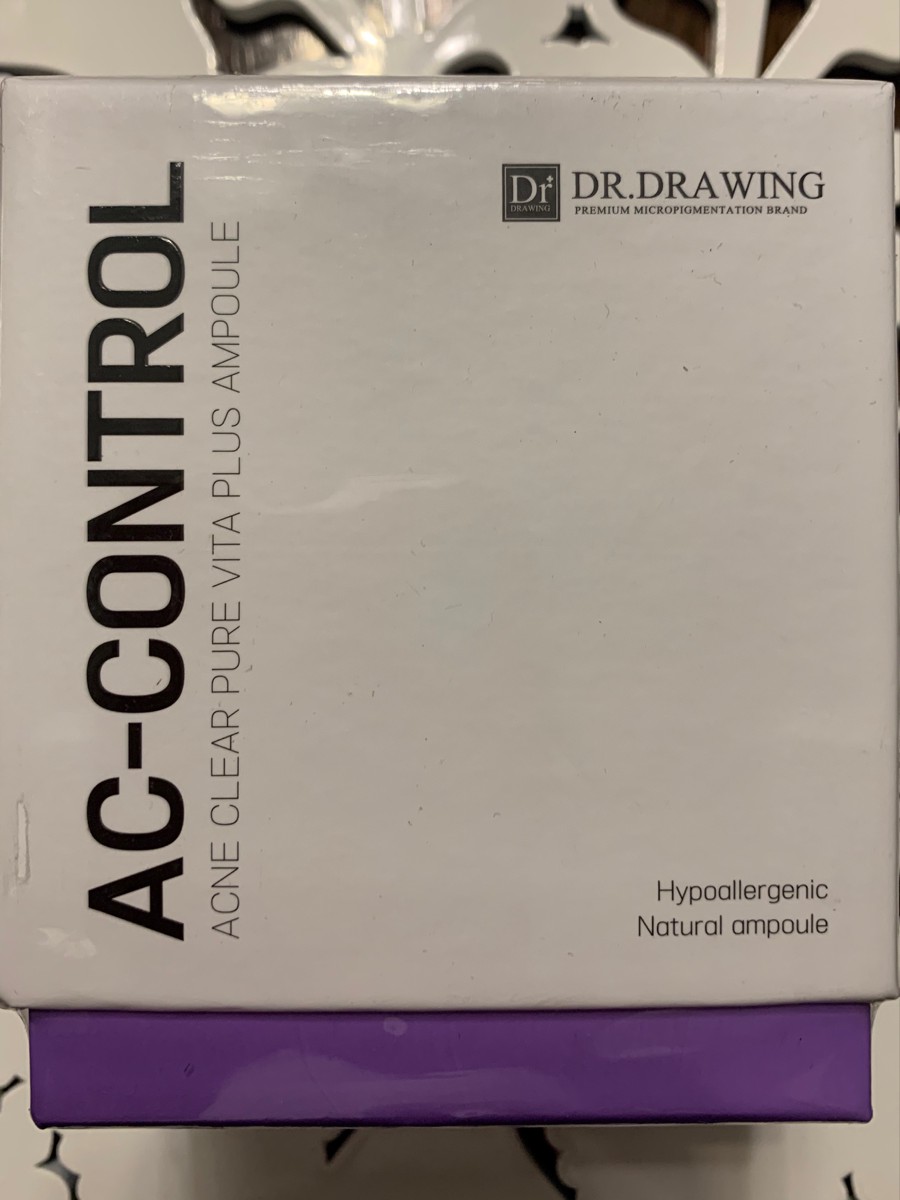 AC-CONTROL
ACNE CLEAR PURE VITA PLUS AMPOULE
Dr
DRAWING
DR.DRAWING
PREMIUM MICROPIGMENTATION BRAND
Hypoallergenic
Natural ampoule